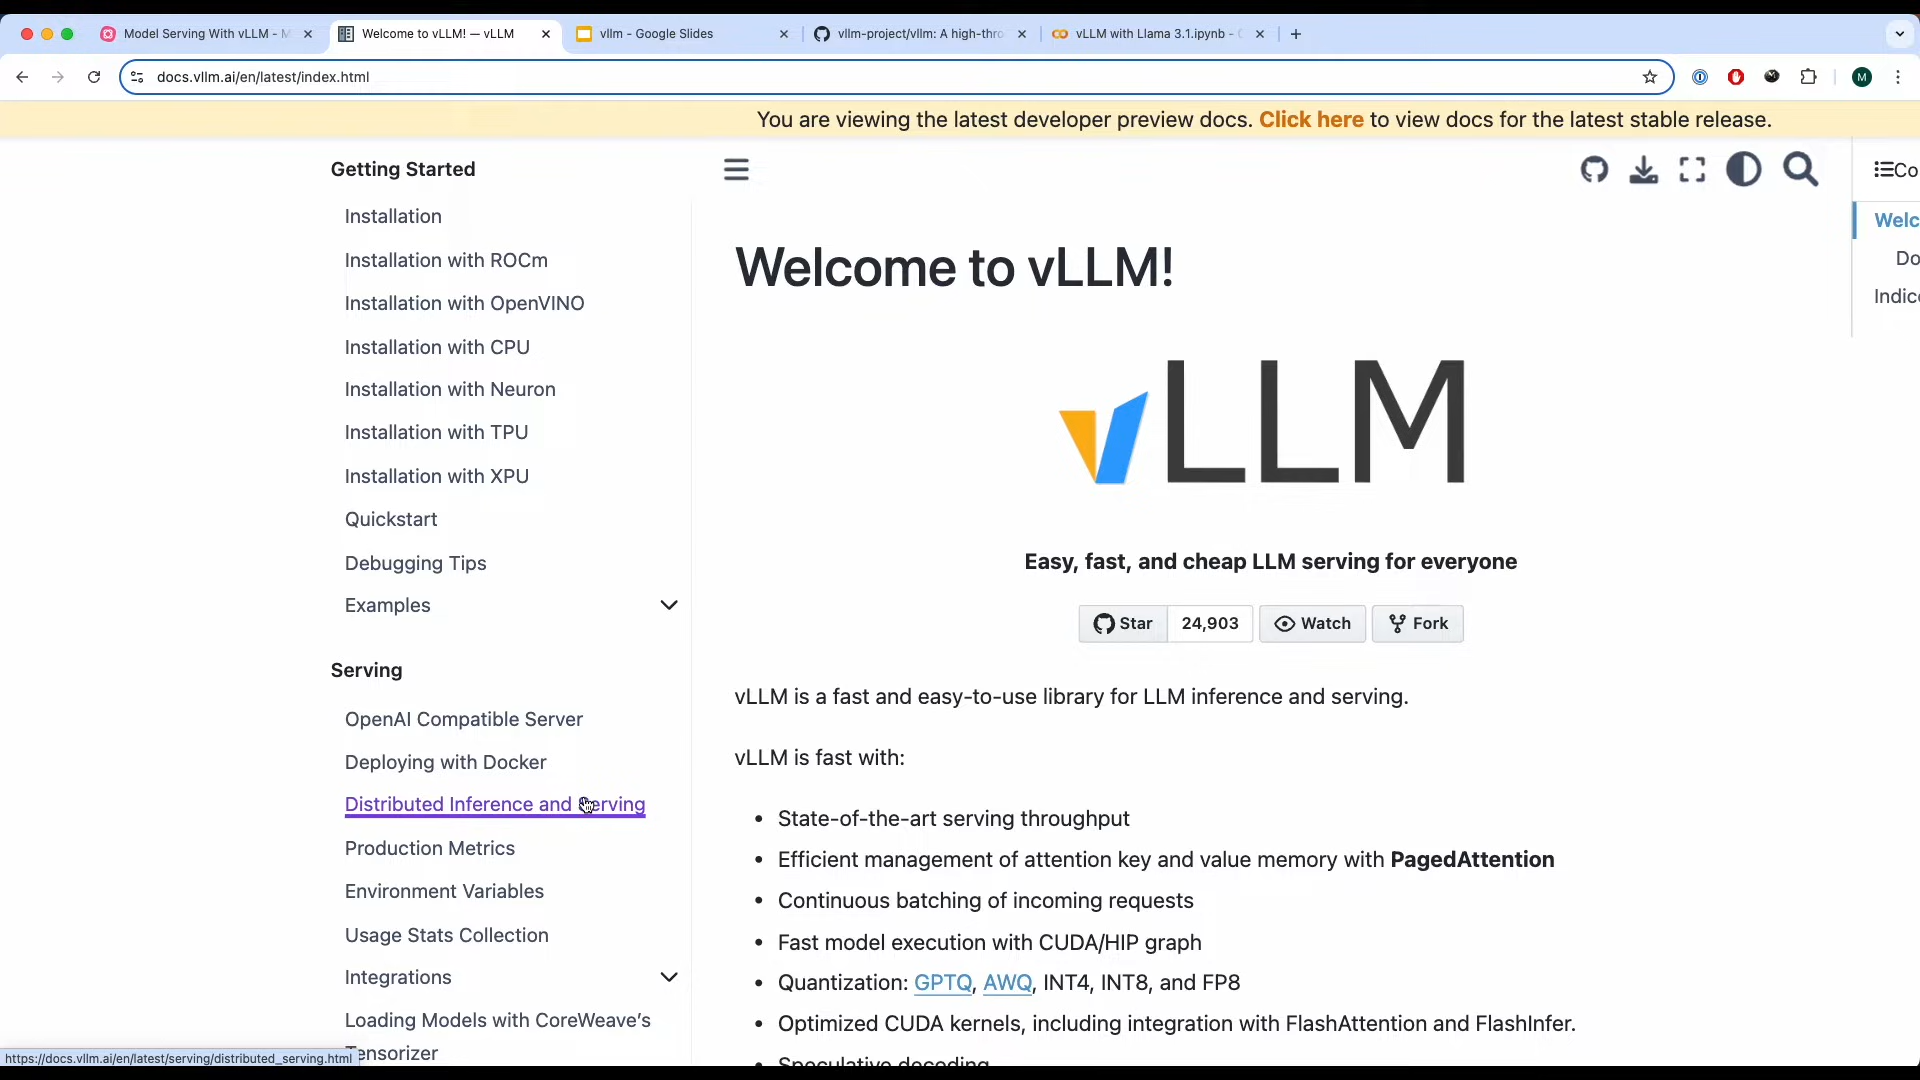 Model Serving With vLLM - M
Welcome to vLLM! — vLLM
vllm - Google Slides
vllm-project/vllm: A high-thro
vLLM with Llama 3.1.ipynb -
docs.vllm.ai/en/latest/index.html
M
You are viewing the latest developer preview docs. Click here to view docs for the latest stable release.
Getting Started
Installation
Installation with ROCm
Installation with OpenVINO
Installation with CPU
Installation with Neuron
Installation with TPU
Installation with XPU
Quickstart
Debugging Tips
Examples
Serving
OpenAI Compatible Server
Deploying with Docker
Distributed Inference and Serving
Production Metrics
Environment Variables
Usage Stats Collection
Integrations
Loading Models with CoreWeave's
Tensorizer
https://docs.vllm.ai/en/latest/serving/distributed_serving.html
Welcome to vLLM!
vLLM
Easy, fast, and cheap LLM serving for everyone
Star 24,903 Watch Fork
vLLM is a fast and easy-to-use library for LLM inference and serving.
vLLM is fast with:
• State-of-the-art serving throughput
• Efficient management of attention key and value memory with PagedAttention
• Continuous batching of incoming requests
• Fast model execution with CUDA/HIP graph
• Quantization: GPTQ, AWQ, INT4, INT8, and FP8
• Optimized CUDA kernels, including integration with FlashAttention and FlashInfer.
• Speculative decoding
Co
Welc
Do
Indic